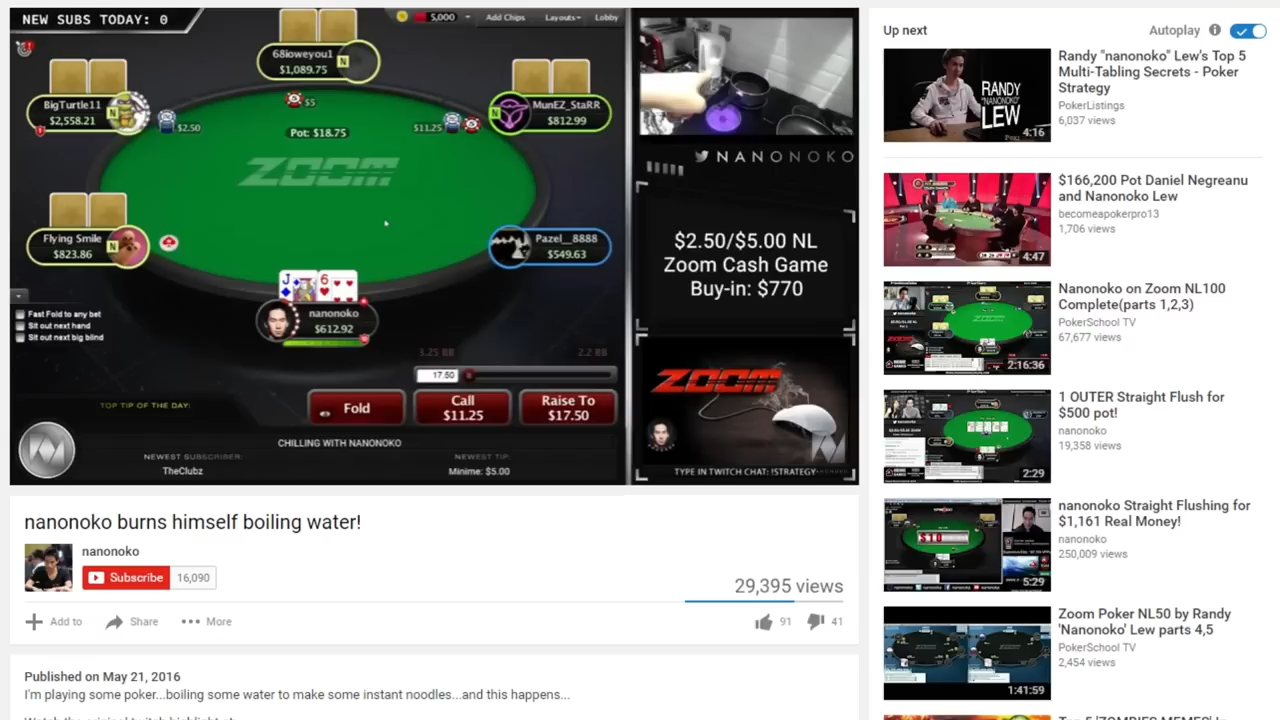 NEW SUBS TODAY: 0
5,000
Add Chips
Layouts
Lobby
68ioweyou1
$1,089.75
N
BigTurtle11
$2,558.21
N
MunEZ_StaRR
$812.99
N
$5
$2.50
$11.25
Pot: $18.75
ZOOM
Flying Smile
$823.86
N
Pazel__8888
$549.63
J
6
nanonoko
$612.92
Fast Fold to any bet
Sit out next hand
Sit out next big blind
3.25 BB
2.2 BB
17.50
TOP TIP OF THE DAY:
Fold
Call
$11.25
Raise To
$17.50
CHILLING WITH NANONOKO
NEWEST SUBSCRIBER:
TheClubz
NEWEST TIP:
Minime: $5.00
NANONOKO
$2.50/$5.00 NL
Zoom Cash Game
Buy-in: $770
ZOOM
TYPE IN TWITCH CHAT: !STRATEGY
nanonoko burns himself boiling water!
nanonoko
Subscribe
16,090
29,395 views
Add to
Share
More
91
41
Published on May 21, 2016
I'm playing some poker...boiling some water to make some instant noodles...and this happens...
Up next
Autoplay
RANDY
"NANONOKO"
LEW
4:16
Randy "nanonoko" Lew's Top 5
Multi-Tabling Secrets - Poker
Strategy
PokerListings
6,037 views
4:47
$166,200 Pot Daniel Negreanu
and Nanonoko Lew
becomeapokerpro13
1,706 views
2:16:36
Nanonoko on Zoom NL100
Complete(parts 1,2,3)
PokerSchool TV
67,677 views
2:29
1 OUTER Straight Flush for
$500 pot!
nanonoko
19,358 views
5:29
nanonoko Straight Flushing for
$1,161 Real Money!
nanonoko
250,009 views
1:41:59
Zoom Poker NL50 by Randy
'Nanonoko' Lew parts 4,5
PokerSchool TV
2,454 views